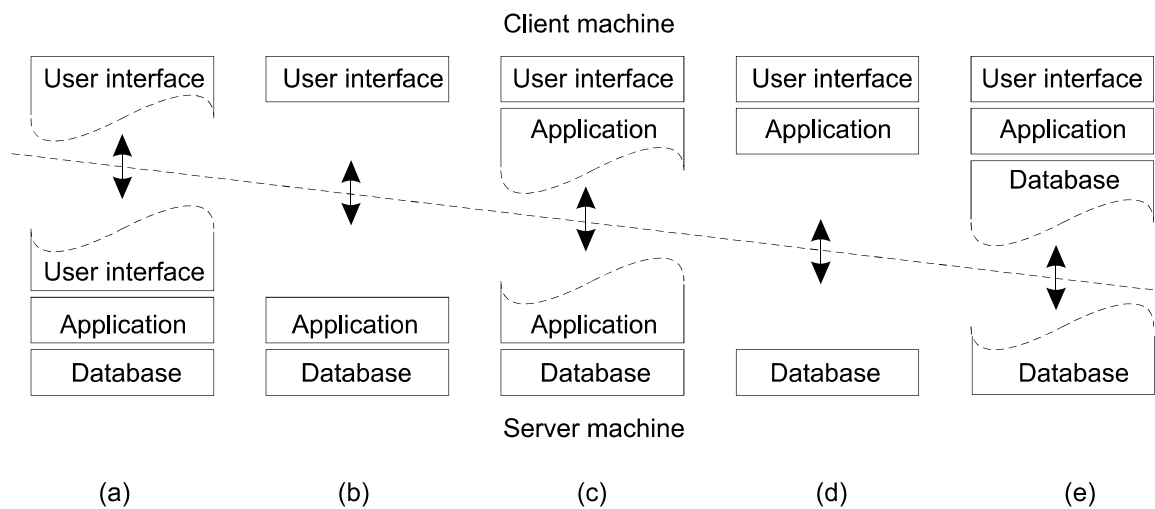 Client machine
User interface User interface User interface User interface User interface
Application Application Application
Database
User interface
Application Application Application
Database Database Database Database Database
Server machine
(a) (b) (c) (d) (e)